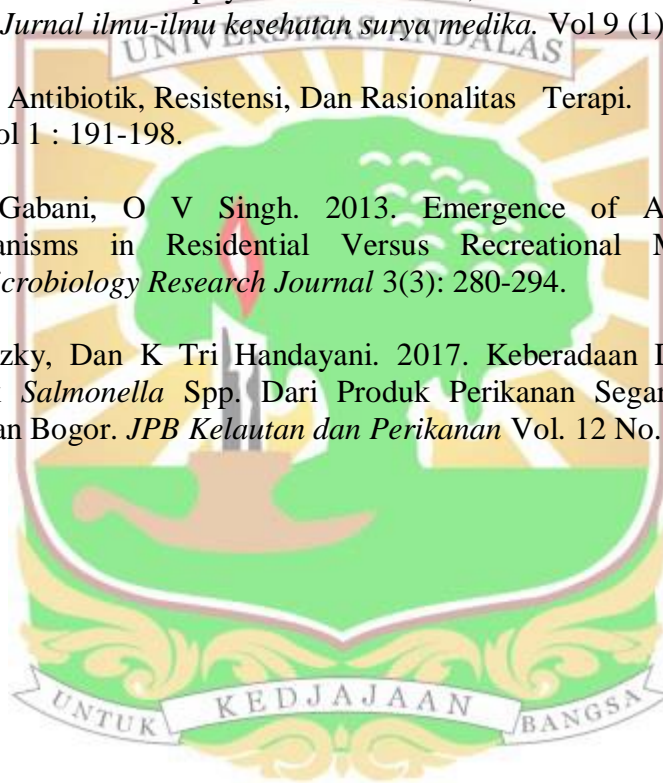 Jurnal ilmu-ilmu kesehatan surya medika. Vol 9 (1)
UNIVERSITAS ANDALAS
Antibiotik, Resistensi, Dan Rasionalitas Terapi.
ol 1 : 191-198.
Gabani, O V Singh. 2013. Emergence of A
anisms in Residential Versus Recreational M
icrobiology Research Journal 3(3): 280-294.
zky, Dan K Tri Handayani. 2017. Keberadaan
Salmonella Spp. Dari Produk Perikanan Segar
an Bogor. JPB Kelautan dan Perikanan Vol. 12 No.
UNTUK KEDJAJAAN BANGSA